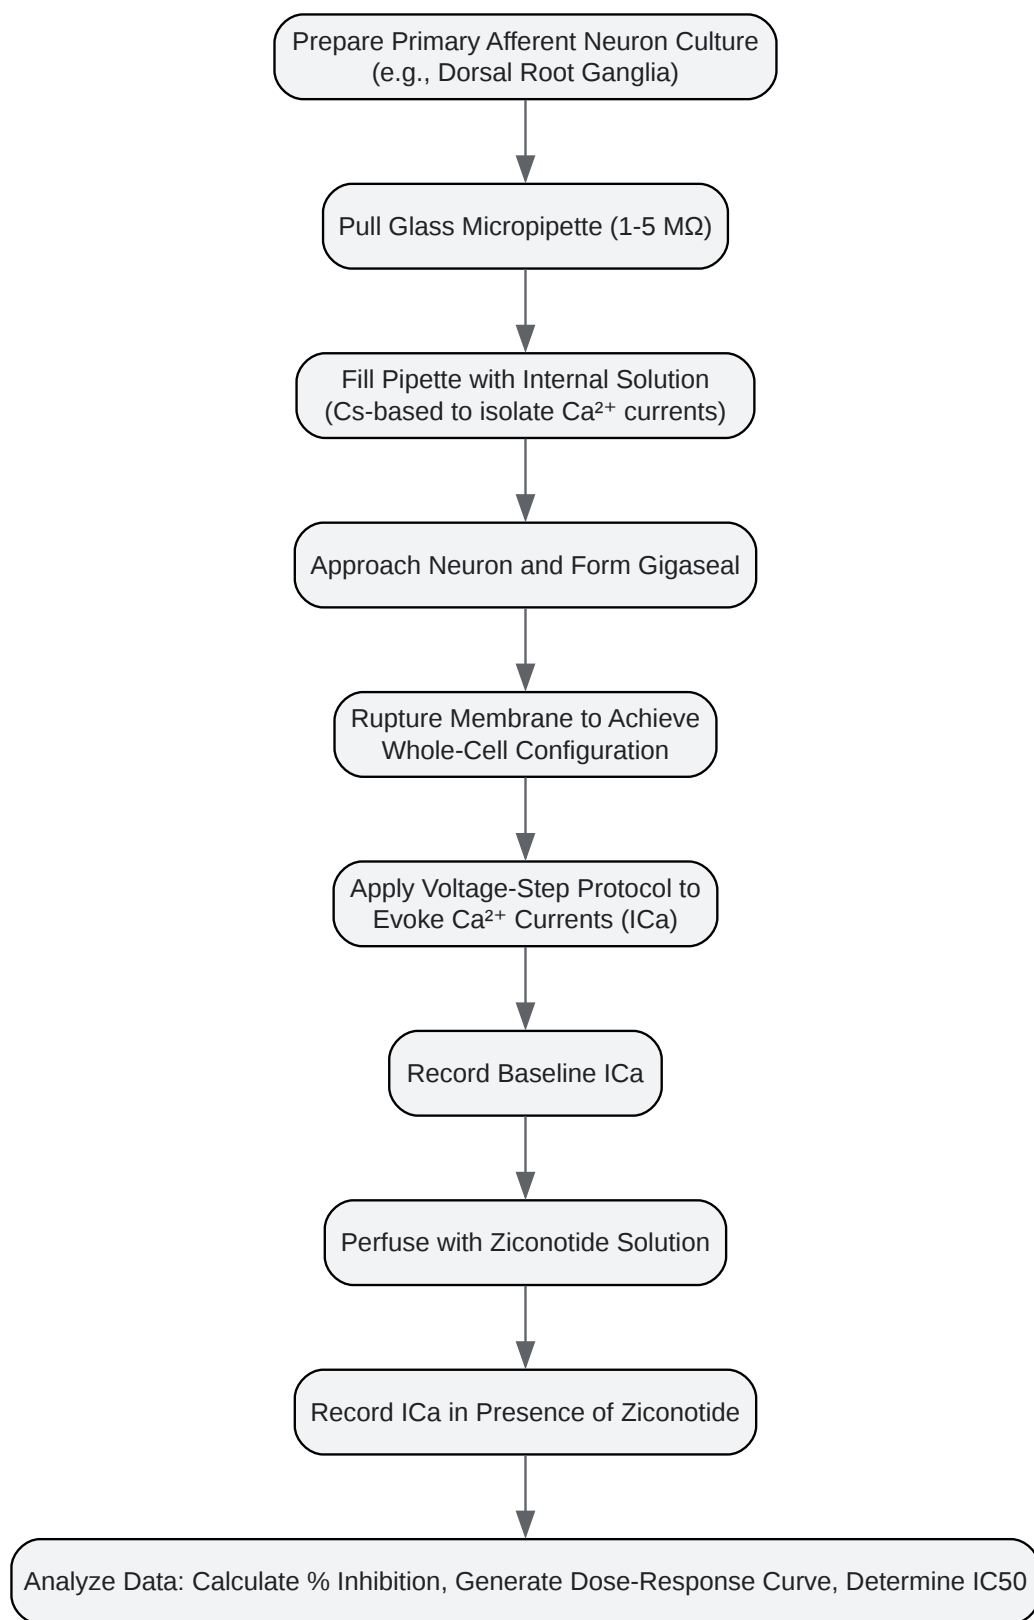 Prepare Primary Afferent Neuron Culture
(e.g., Dorsal Root Ganglia)
Pull Glass Micropipette (1-5 MΩ)
Fill Pipette with Internal Solution
(Cs-based to isolate Ca²⁺ currents)
Approach Neuron and Form Gigaseal
Rupture Membrane to Achieve
Whole-Cell Configuration
Apply Voltage-Step Protocol to
Evoke Ca²⁺ Currents (ICa)
Record Baseline ICa
Perfuse with Ziconotide Solution
Record ICa in Presence of Ziconotide
Analyze Data: Calculate % Inhibition, Generate Dose-Response Curve, Determine IC50